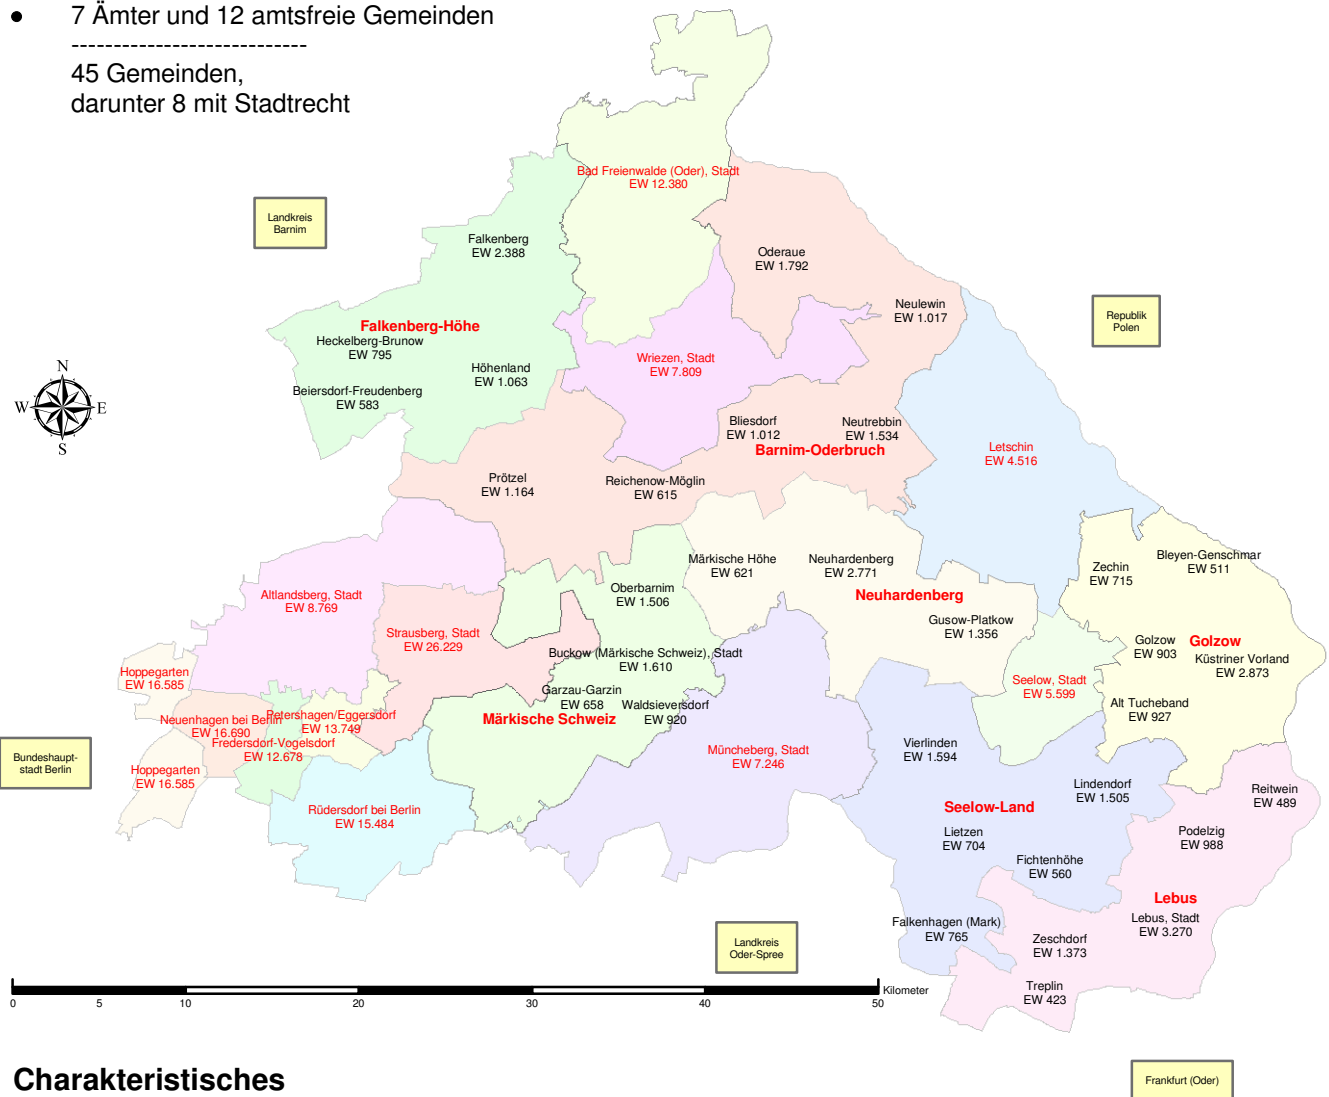 7 Ämter und 12 amtsfreie Gemeinden
----------------------------
45 Gemeinden,
darunter 8 mit Stadtrecht
Bad Freienwalde (Oder), Stadt
EW 12.380
Landkreis
Barnim
Falkenberg
EW 2.388
Oderaue
EW 1.792
Neulewin
EW 1.017
Republik
Polen
Falkenberg-Höhe
Heckelberg-Brunow
EW 795
Höhenland
EW 1.063
Beiersdorf-Freudenberg
EW 583
Wriezen, Stadt
EW 7.809
N
W
E
S
Bliesdorf
EW 1.012
Neutrebbin
EW 1.534
Barnim-Oderbruch
Letschin
EW 4.516
Prötzel
EW 1.164
Reichenow-Möglin
EW 615
Märkische Höhe
EW 621
Neuhardenberg
EW 2.771
Neuhardenberg
Gusow-Platkow
EW 1.356
Zechin
EW 715
Bleyen-Genschmar
EW 511
Oberbarnim
EW 1.506
Altlandsberg, Stadt
EW 8.769
Strausberg, Stadt
EW 26.229
Buckow (Märkische Schweiz), Stadt
EW 1.610
Golzow
EW 903
Golzow
Küstriner Vorland
EW 2.873
Hoppegarten
EW 16.585
Seelow, Stadt
EW 5.599
Garzau-Garzin
EW 658
Waldsieversdorf
EW 920
Märkische Schweiz
Alt Tucheband
EW 927
Neuenhagen bei Berlin
EW 16.690
Petershagen/Eggersdorf
EW 13.749
Fredersdorf-Vogelsdorf
EW 12.678
Bundeshaupt-
stadt Berlin
Hoppegarten
EW 16.585
Müncheberg, Stadt
EW 7.246
Vierlinden
EW 1.594
Lindendorf
EW 1.505
Reitwein
EW 489
Rüdersdorf bei Berlin
EW 15.484
Seelow-Land
Lietzen
EW 704
Podelzig
EW 988
Fichtenhöhe
EW 560
Lebus
Lebus, Stadt
EW 3.270
Falkenhagen (Mark)
EW 765
Zeschdorf
EW 1.373
Landkreis
Oder-Spree
Treplin
EW 423
Kilometer
0 5 10 20 30 40 50
Charakteristisches
Frankfurt (Oder)